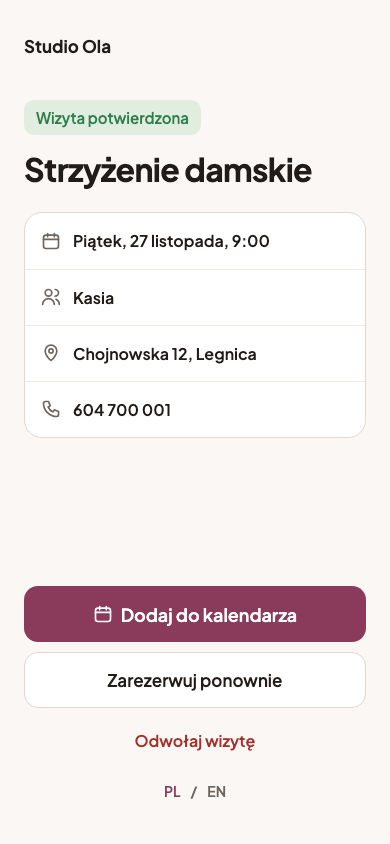 Studio Ola
Wizyta potwierdzona
Strzyżenie damskie
Piątek, 27 listopada, 9:00
Kasia
Chojnowska 12, Legnica
604 700 001
Dodaj do kalendarza
Zarezerwuj ponownie
Odwołaj wizytę
PL / EN